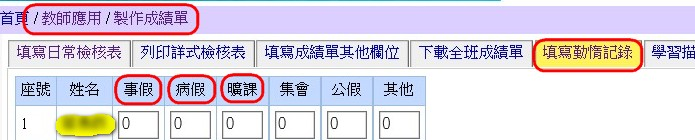 首頁 / 教師應用 / 製作成績單
填寫日常檢核表 列印詳式檢核表 填寫成績單其他欄位 下載全班成績單 填寫勤惰記錄 學習描
座號 姓名 事假 病假 曠課 集會 公假 其他
1 0 0 0 0 0 0